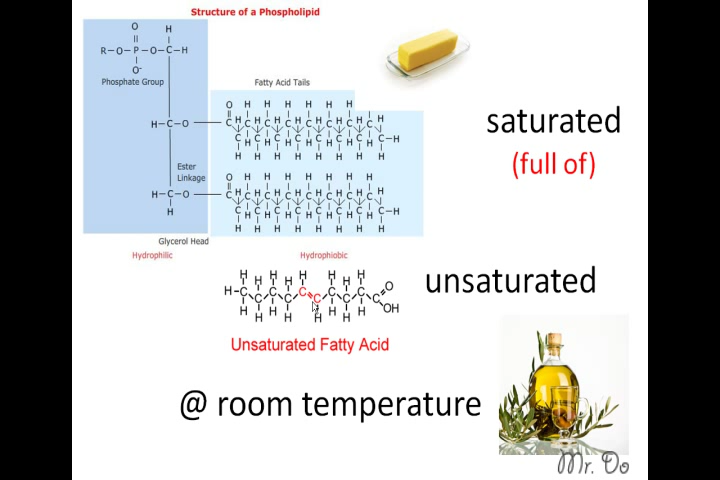 Structure of a Phospholipid
O H
R—O—P—O—C—H
O-
Phosphate Group
Fatty Acid Tails
H—C—O
Ester
Linkage
H—C—O
H
Glycerol Head
Hydrophilic
Hydrophiobic
saturated
(full of)
unsaturated
Unsaturated Fatty Acid
@ room temperature
Mr. Do